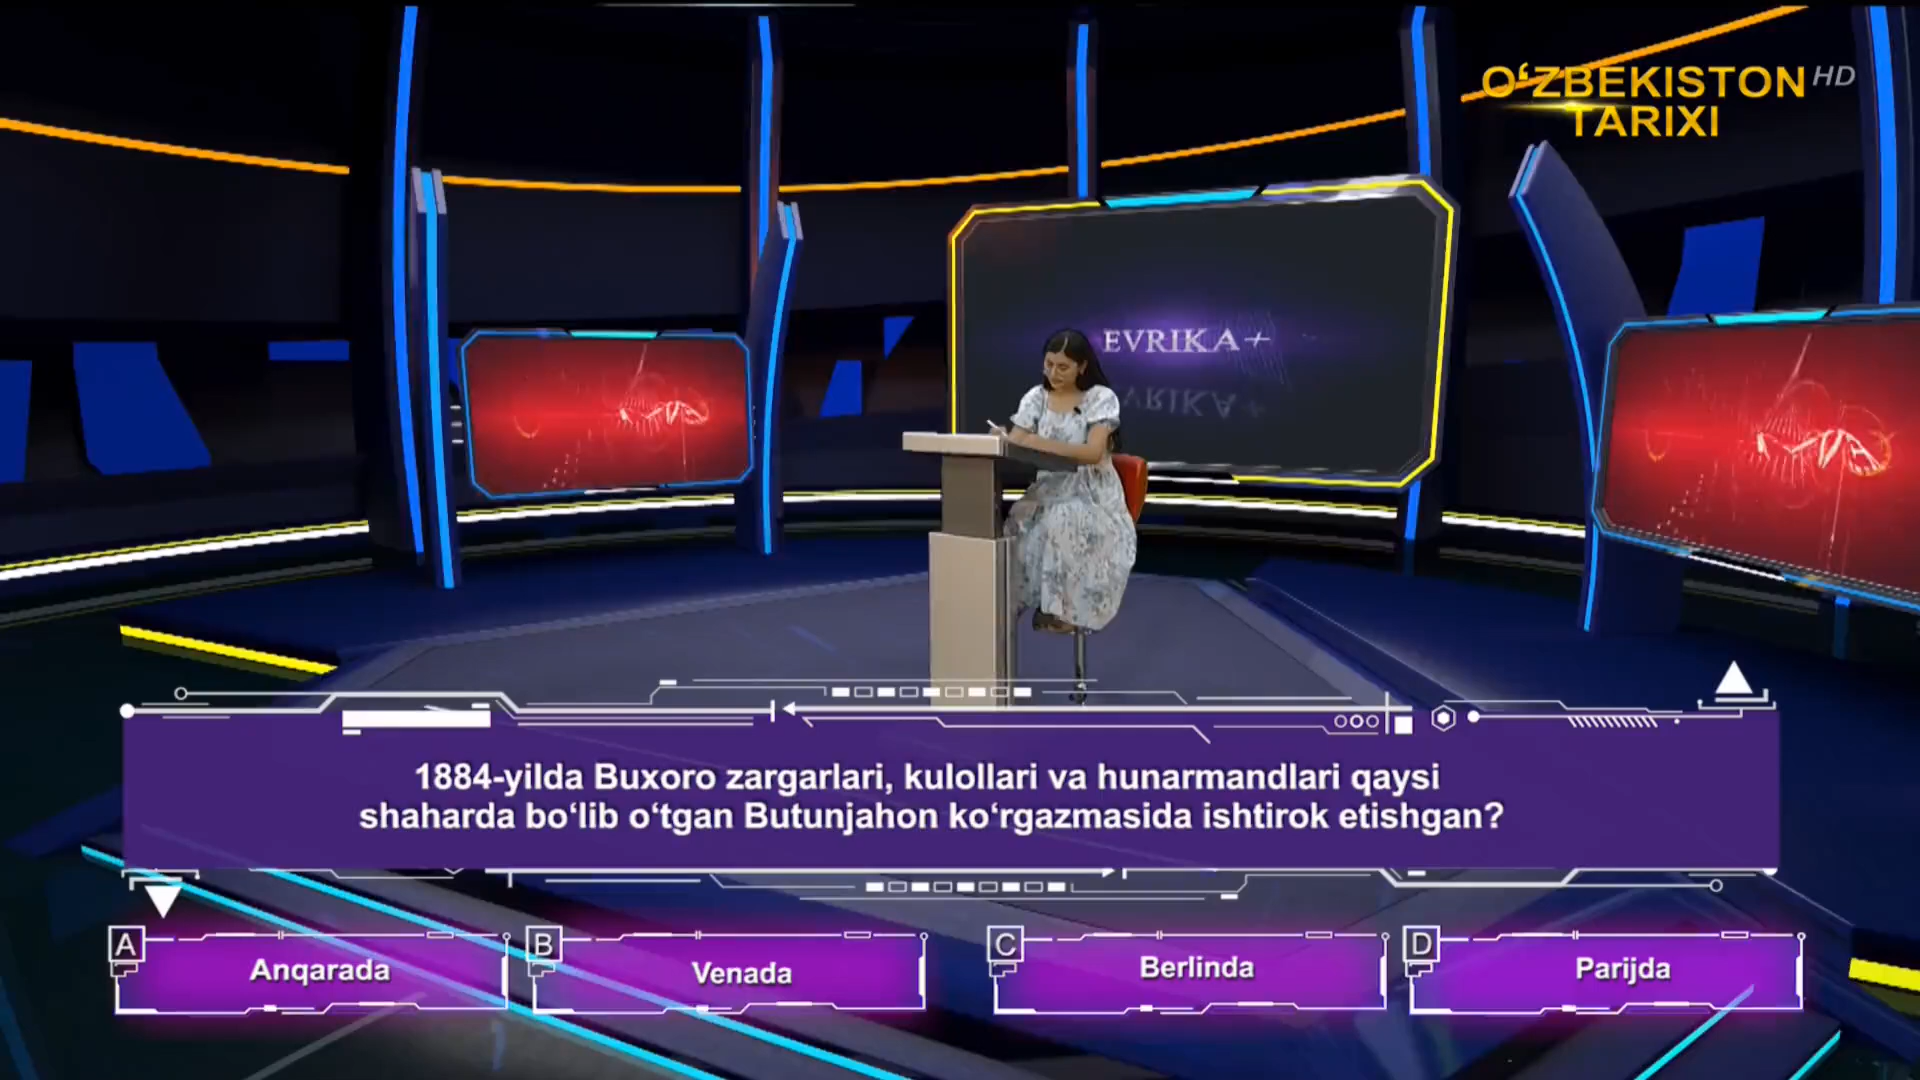 O‘ZBEKISTON HD
TARIXI
EVRIKA+
1884-yilda Buxoro zargarlari, kulollari va hunarmandlari qaysi
shaharda bo‘lib o‘tgan Butunjahon ko‘rgazmasida ishtirok etishgan?
A Anqarada
B Venada
C Berlinda
D Parijda